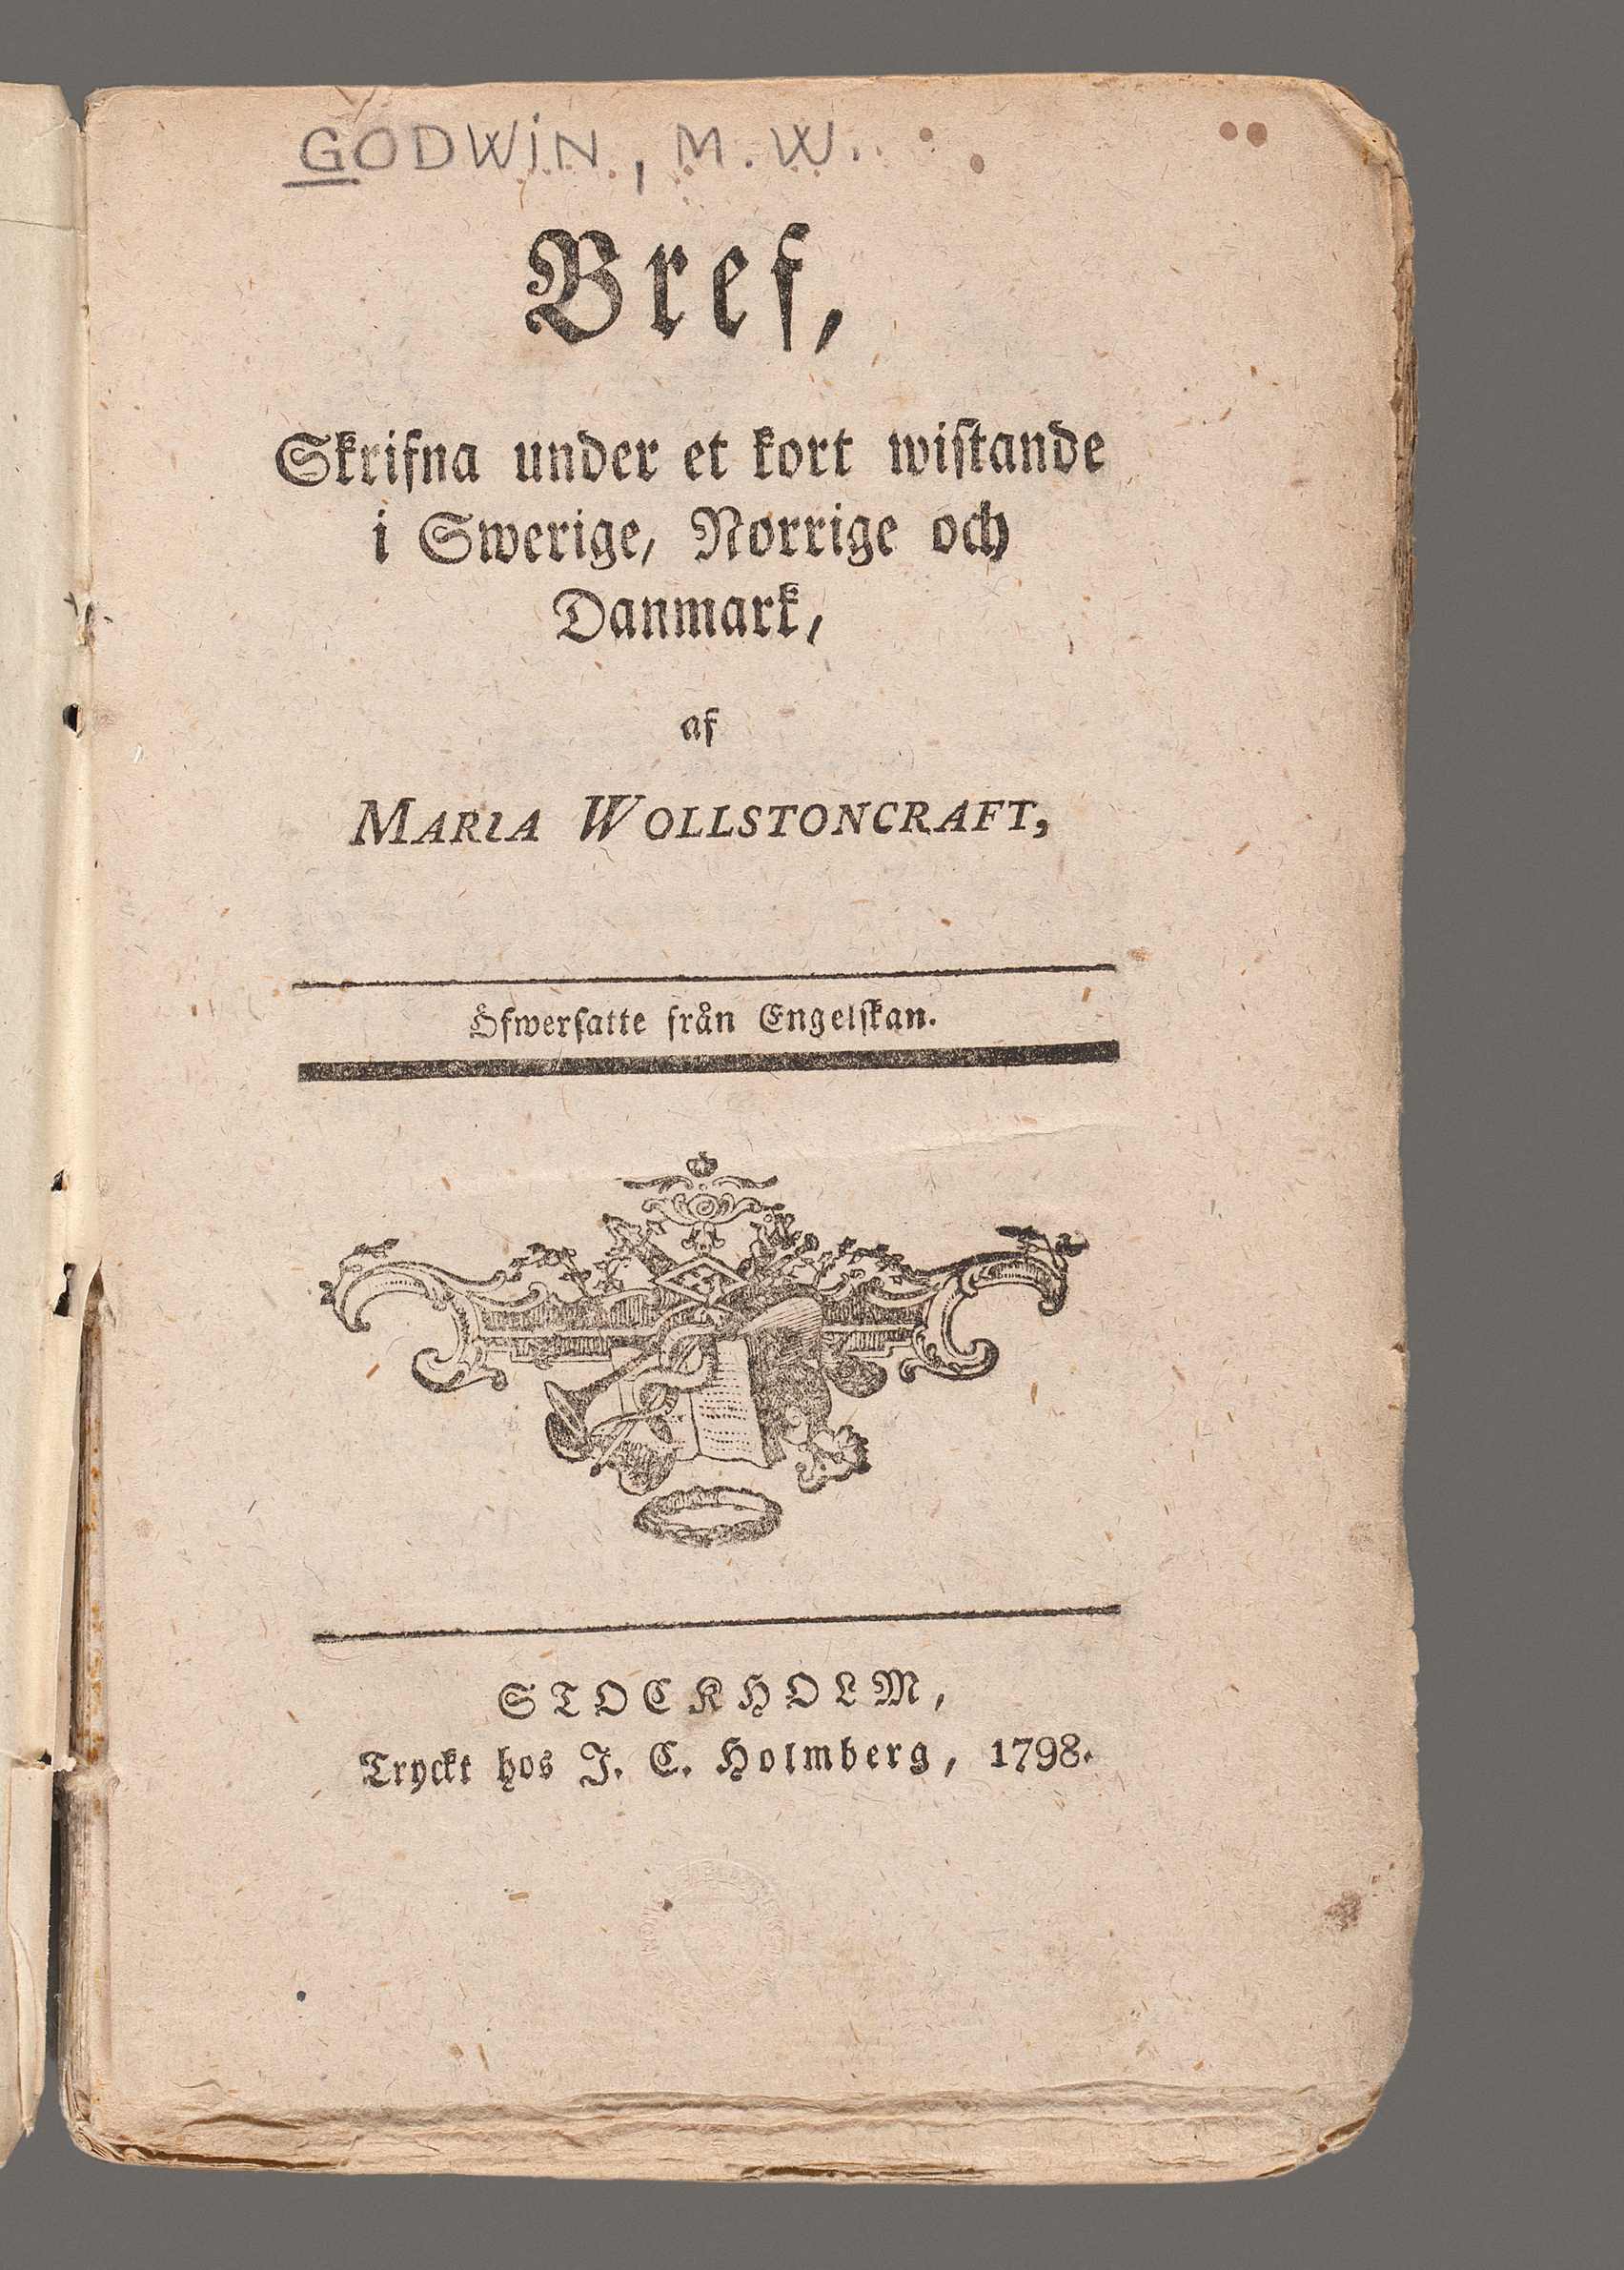 GODWIN, M.W.
Bref,
Skrifna under et kort wistande
i Swerige, Norrige och
Danmark,
af
MARIA WOLLSTONCRAFT,
Öfwersatte från Engelskan.
STOCKHOLM,
Tryckt hos J. C. Holmberg, 1798.